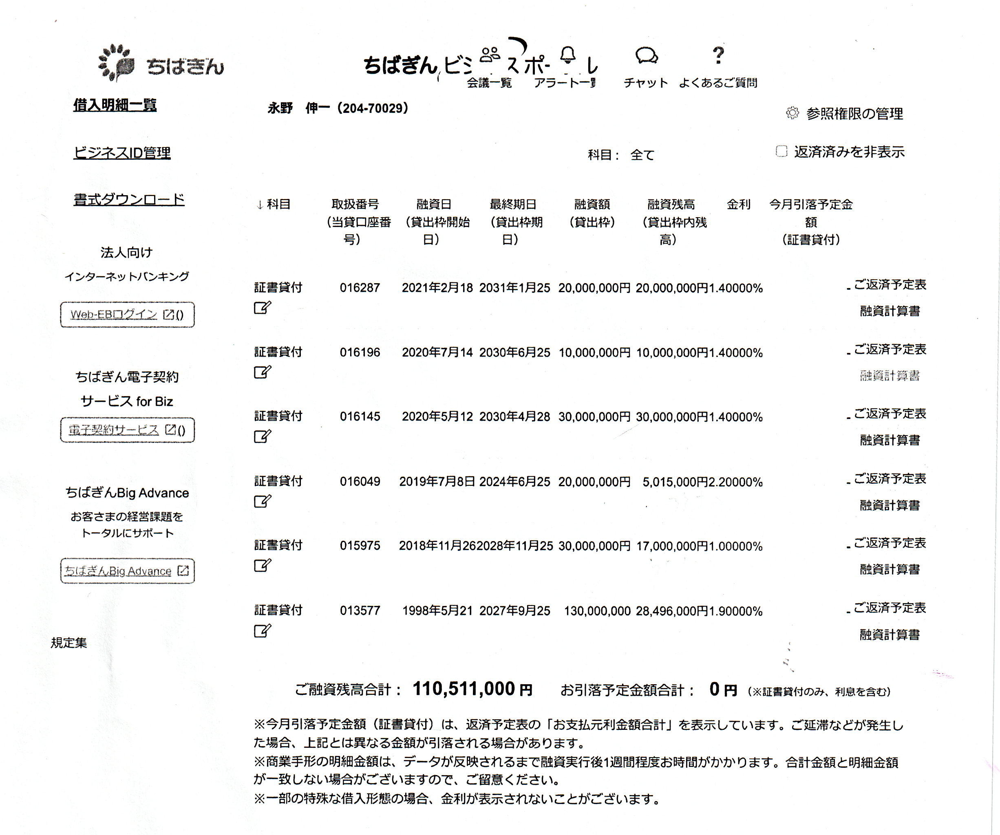 ちばぎん
ちばぎん ビジ スポ レ
会議一覧 アラート一覧 チャット よくあるご質問
借入明細一覧
永野 伸一（204-70029）
参照権限の管理
ビジネスID管理
科目： 全て
返済済みを非表示
書式ダウンロード
↓科目 取扱番号 融資日 最終期日 融資額 融資残高 金利 今月引落予定金
（当貸口座番 （貸出枠開始 （貸出枠期 （貸出枠） （貸出枠内残 額
号） 日） 日） 高） （証書貸付）
法人向け
インターネットバンキング
Web-EBログイン ()
証書貸付 016287 2021年2月18 2031年1月25 20,000,000円 20,000,000円 1.40000% - ご返済予定表
融資計算書
証書貸付 016196 2020年7月14 2030年6月25 10,000,000円 10,000,000円 1.40000% - ご返済予定表
融資計算書
ちばぎん電子契約
サービス for Biz
電子契約サービス ()
証書貸付 016145 2020年5月12 2030年4月28 30,000,000円 30,000,000円 1.40000% - ご返済予定表
融資計算書
証書貸付 016049 2019年7月8日 2024年6月25 20,000,000円 5,015,000円 2.20000% - ご返済予定表
融資計算書
ちばぎんBig Advance
お客さまの経営課題を
トータルにサポート
ちばぎんBig Advance
証書貸付 015975 2018年11月26 2028年11月25 30,000,000円 17,000,000円 1.00000% - ご返済予定表
融資計算書
証書貸付 013577 1998年5月21 2027年9月25 130,000,000 28,496,000円 1.90000% - ご返済予定表
融資計算書
規定集
ご融資残高合計： 110,511,000 円 お引落予定金額合計： 0 円 （※証書貸付のみ、利息を含む）
※今月引落予定金額（証書貸付）は、返済予定表の「お支払元利金額合計」を表示しています。ご延滞などが発生し
た場合、上記とは異なる金額が引落される場合があります。
※商業手形の明細金額は、データが反映されるまで融資実行後1週間程度お時間がかかります。合計金額と明細金額
が一致しない場合がございますので、ご留意ください。
※一部の特殊な借入形態の場合、金利が表示されないことがございます。